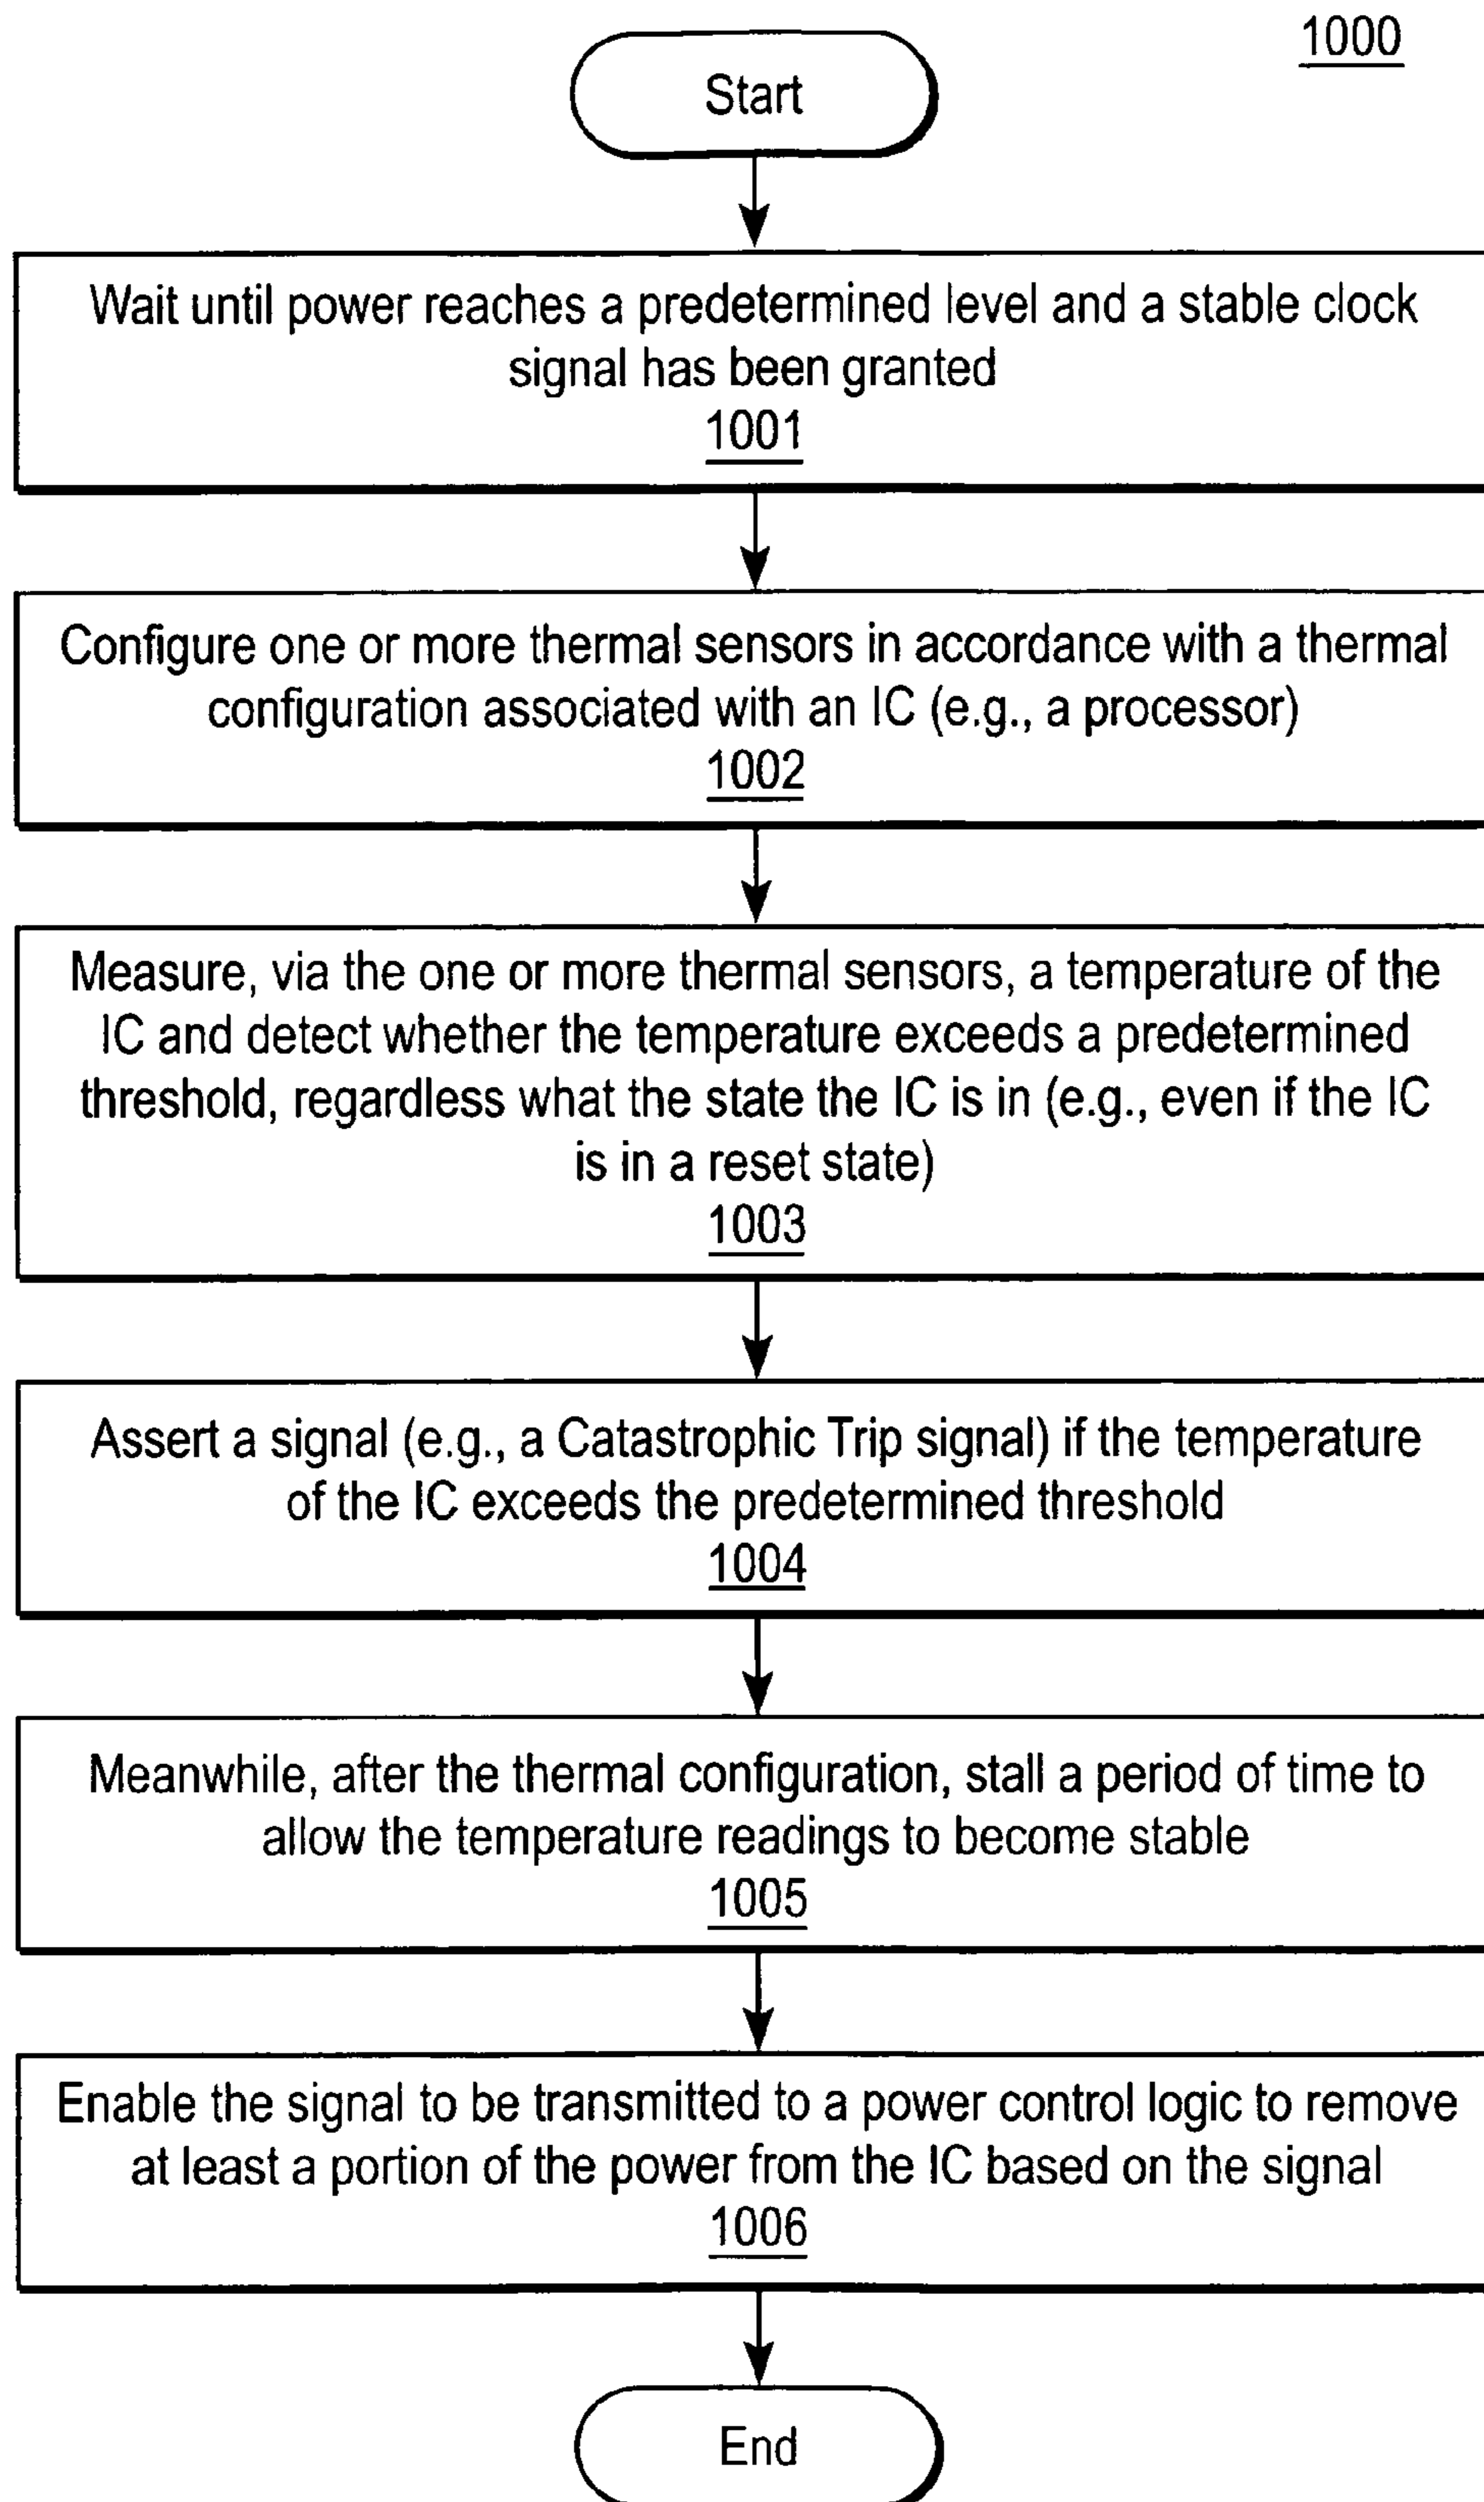 1000
Start
Wait until power reaches a predetermined level and a stable clock
signal has been granted
1001
Configure one or more thermal sensors in accordance with a thermal
configuration associated with an IC (e.g., a processor)
1002
Measure, via the one or more thermal sensors, a temperature of the
IC and detect whether the temperature exceeds a predetermined
threshold, regardless what the state the IC is in (e.g., even if the IC
is in a reset state)
1003
Assert a signal (e.g., a Catastrophic Trip signal) if the temperature
of the IC exceeds the predetermined threshold
1004
Meanwhile, after the thermal configuration, stall a period of time to
allow the temperature readings to become stable
1005
Enable the signal to be transmitted to a power control logic to remove
at least a portion of the power from the IC based on the signal
1006
End